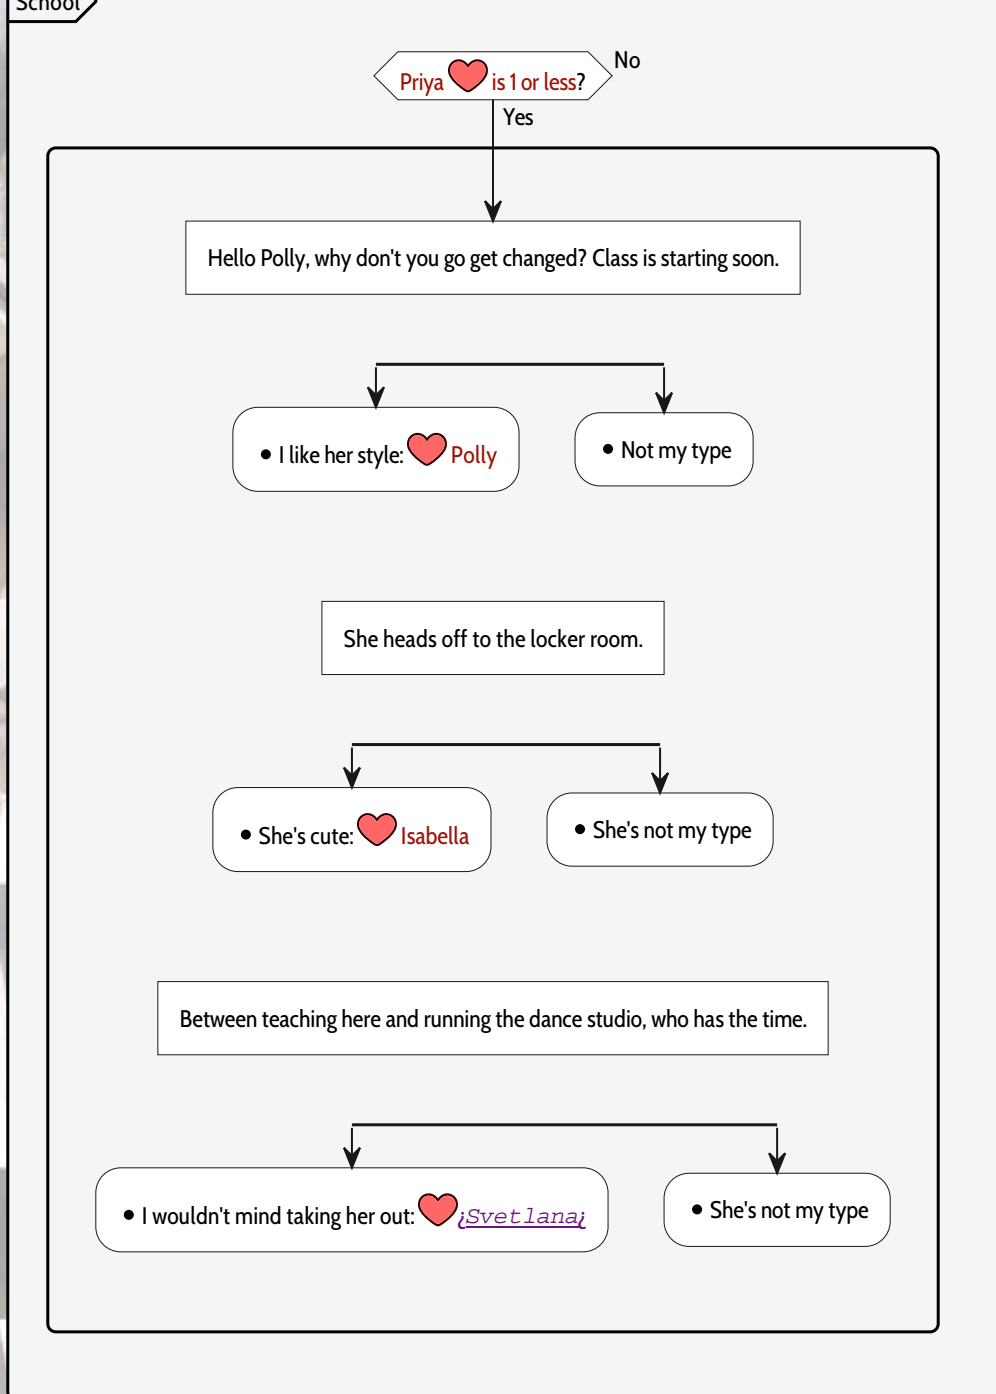 School
No
Priya is 1 or less?
Yes
Hello Polly, why don't you go get changed? Class is starting soon.
• I like her style: Polly
• Not my type
She heads off to the locker room.
• She's cute: Isabella
• She's not my type
Between teaching here and running the dance studio, who has the time.
• I wouldn't mind taking her out: ¿Svetlana¿
• She's not my type